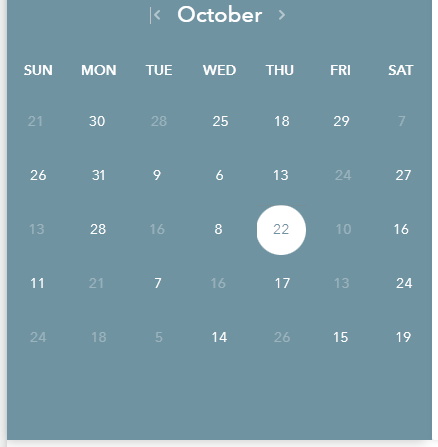 < October >
SUN MON TUE WED THU FRI SAT
21 30 28 25 18 29 7
26 31 9 6 13 24 27
13 28 16 8 22 10 16
11 21 7 16 17 13 24
24 18 5 14 26 15 19